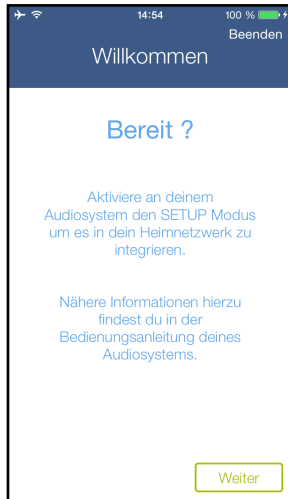 14:54
100 %
Beenden
Willkommen
Bereit ?
Aktiviere an deinem
Audiosystem den SETUP Modus
um es in dein Heimnetzwerk zu
integrieren.
Nähere Informationen hierzu
findest du in der
Bedienungsanleitung deines
Audiosystems.
Weiter